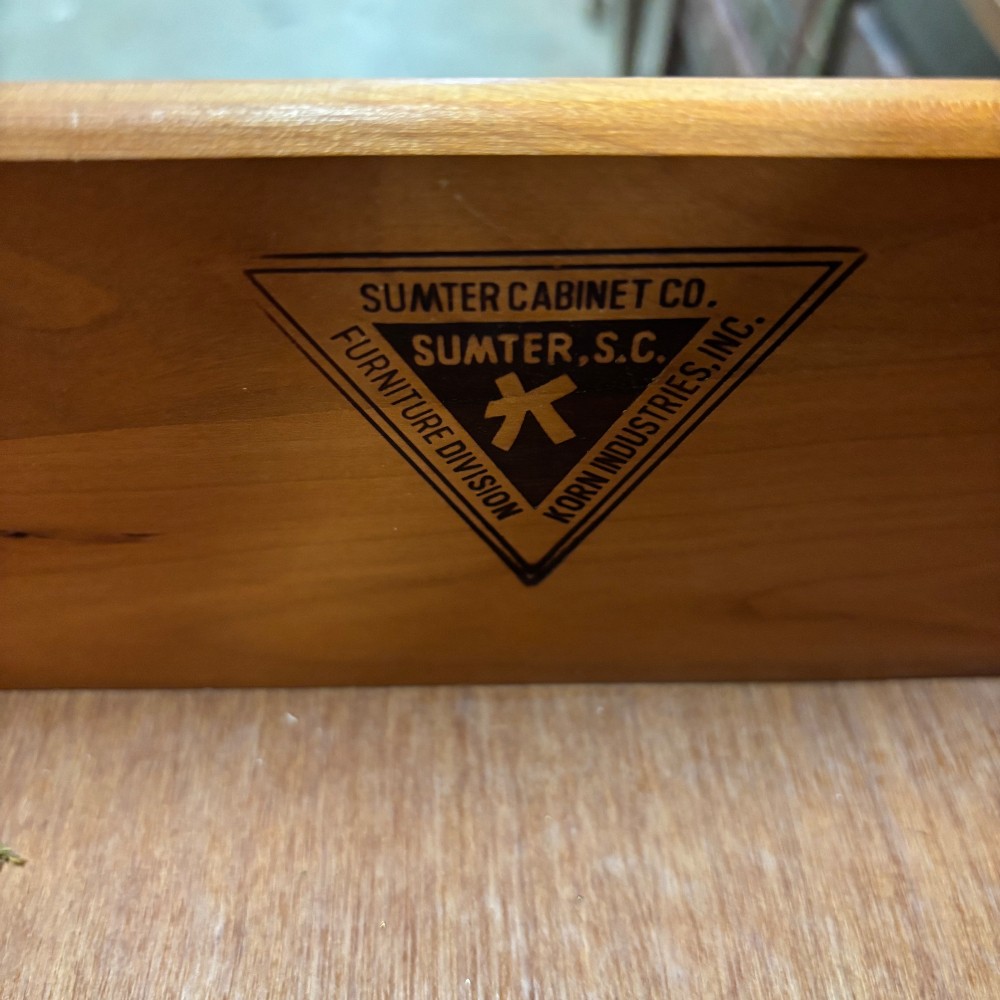 SUMTER CABINET CO.
SUMTER, S.C.
FURNITURE DIVISION
KORN INDUSTRIES, INC.